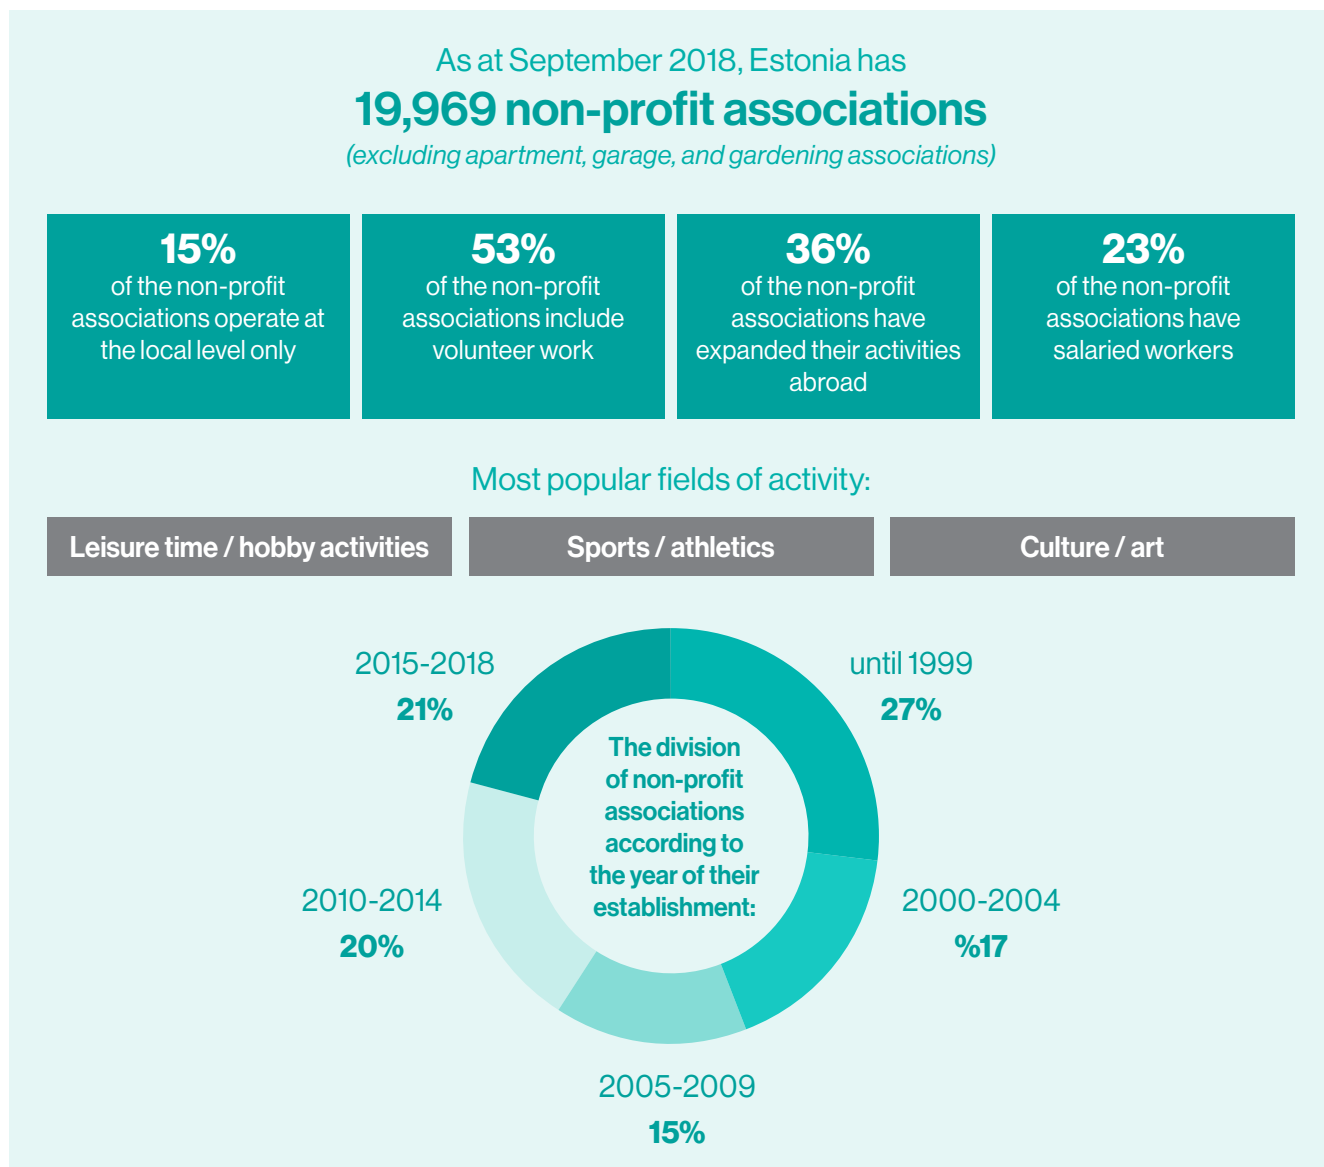 As at September 2018, Estonia has
19,969 non-profit associations
(excluding apartment, garage, and gardening associations)
15%
of the non-profit
associations operate at
the local level only
53%
of the non-profit
associations include
volunteer work
36%
of the non-profit
associations have
expanded their activities
abroad
23%
of the non-profit
associations have
salaried workers
Most popular fields of activity:
Leisure time / hobby activities
Sports / athletics
Culture / art
2015-2018
21%
until 1999
27%
The division
of non-profit
associations
according to
the year of their
establishment:
2010-2014
20%
2000-2004
%17
2005-2009
15%